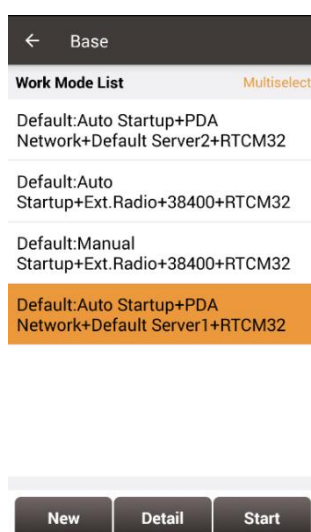 Base
Work Mode List Multiselect
Default:Auto Startup+PDA
Network+Default Server2+RTCM32
Default:Auto
Startup+Ext.Radio+38400+RTCM32
Default:Manual
Startup+Ext.Radio+38400+RTCM32
Default:Auto Startup+PDA
Network+Default Server1+RTCM32
New Detail Start